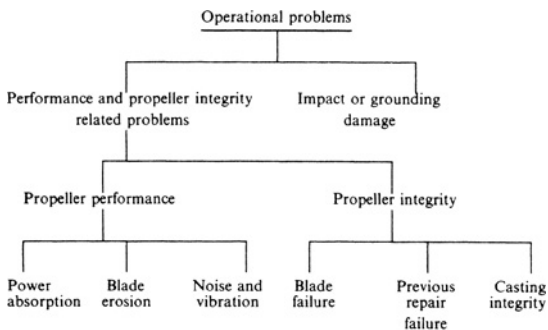 Operational problems
Performance and propeller integrity
related problems
Impact or grounding
damage
Propeller performance
Propeller integrity
Power
absorption
Blade
erosion
Noise and
vibration
Blade
failure
Previous
repair
failure
Casting
integrity